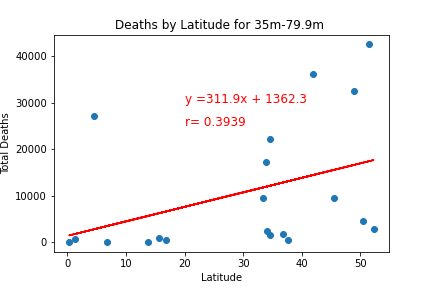 Deaths by Latitude for 35m-79.9m
40000
30000
20000
10000
0
Total Deaths
y =311.9x + 1362.3
r= 0.3939
0 10 20 30 40 50
Latitude